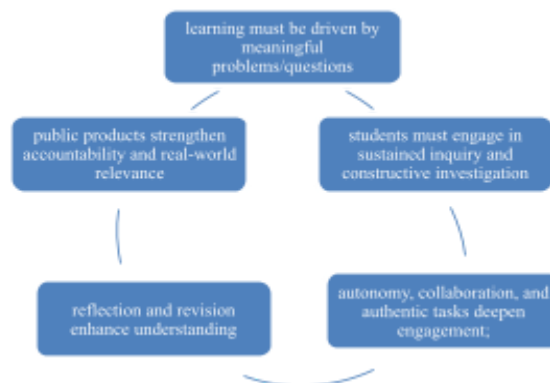 learning must be driven by
meaningful
problems/questions
public products strengthen
accountability and real-world
relevance
students must engage in
sustained inquiry and
constructive investigation
reflection and revision
enhance understanding
autonomy, collaboration, and
authentic tasks deepen
engagement;